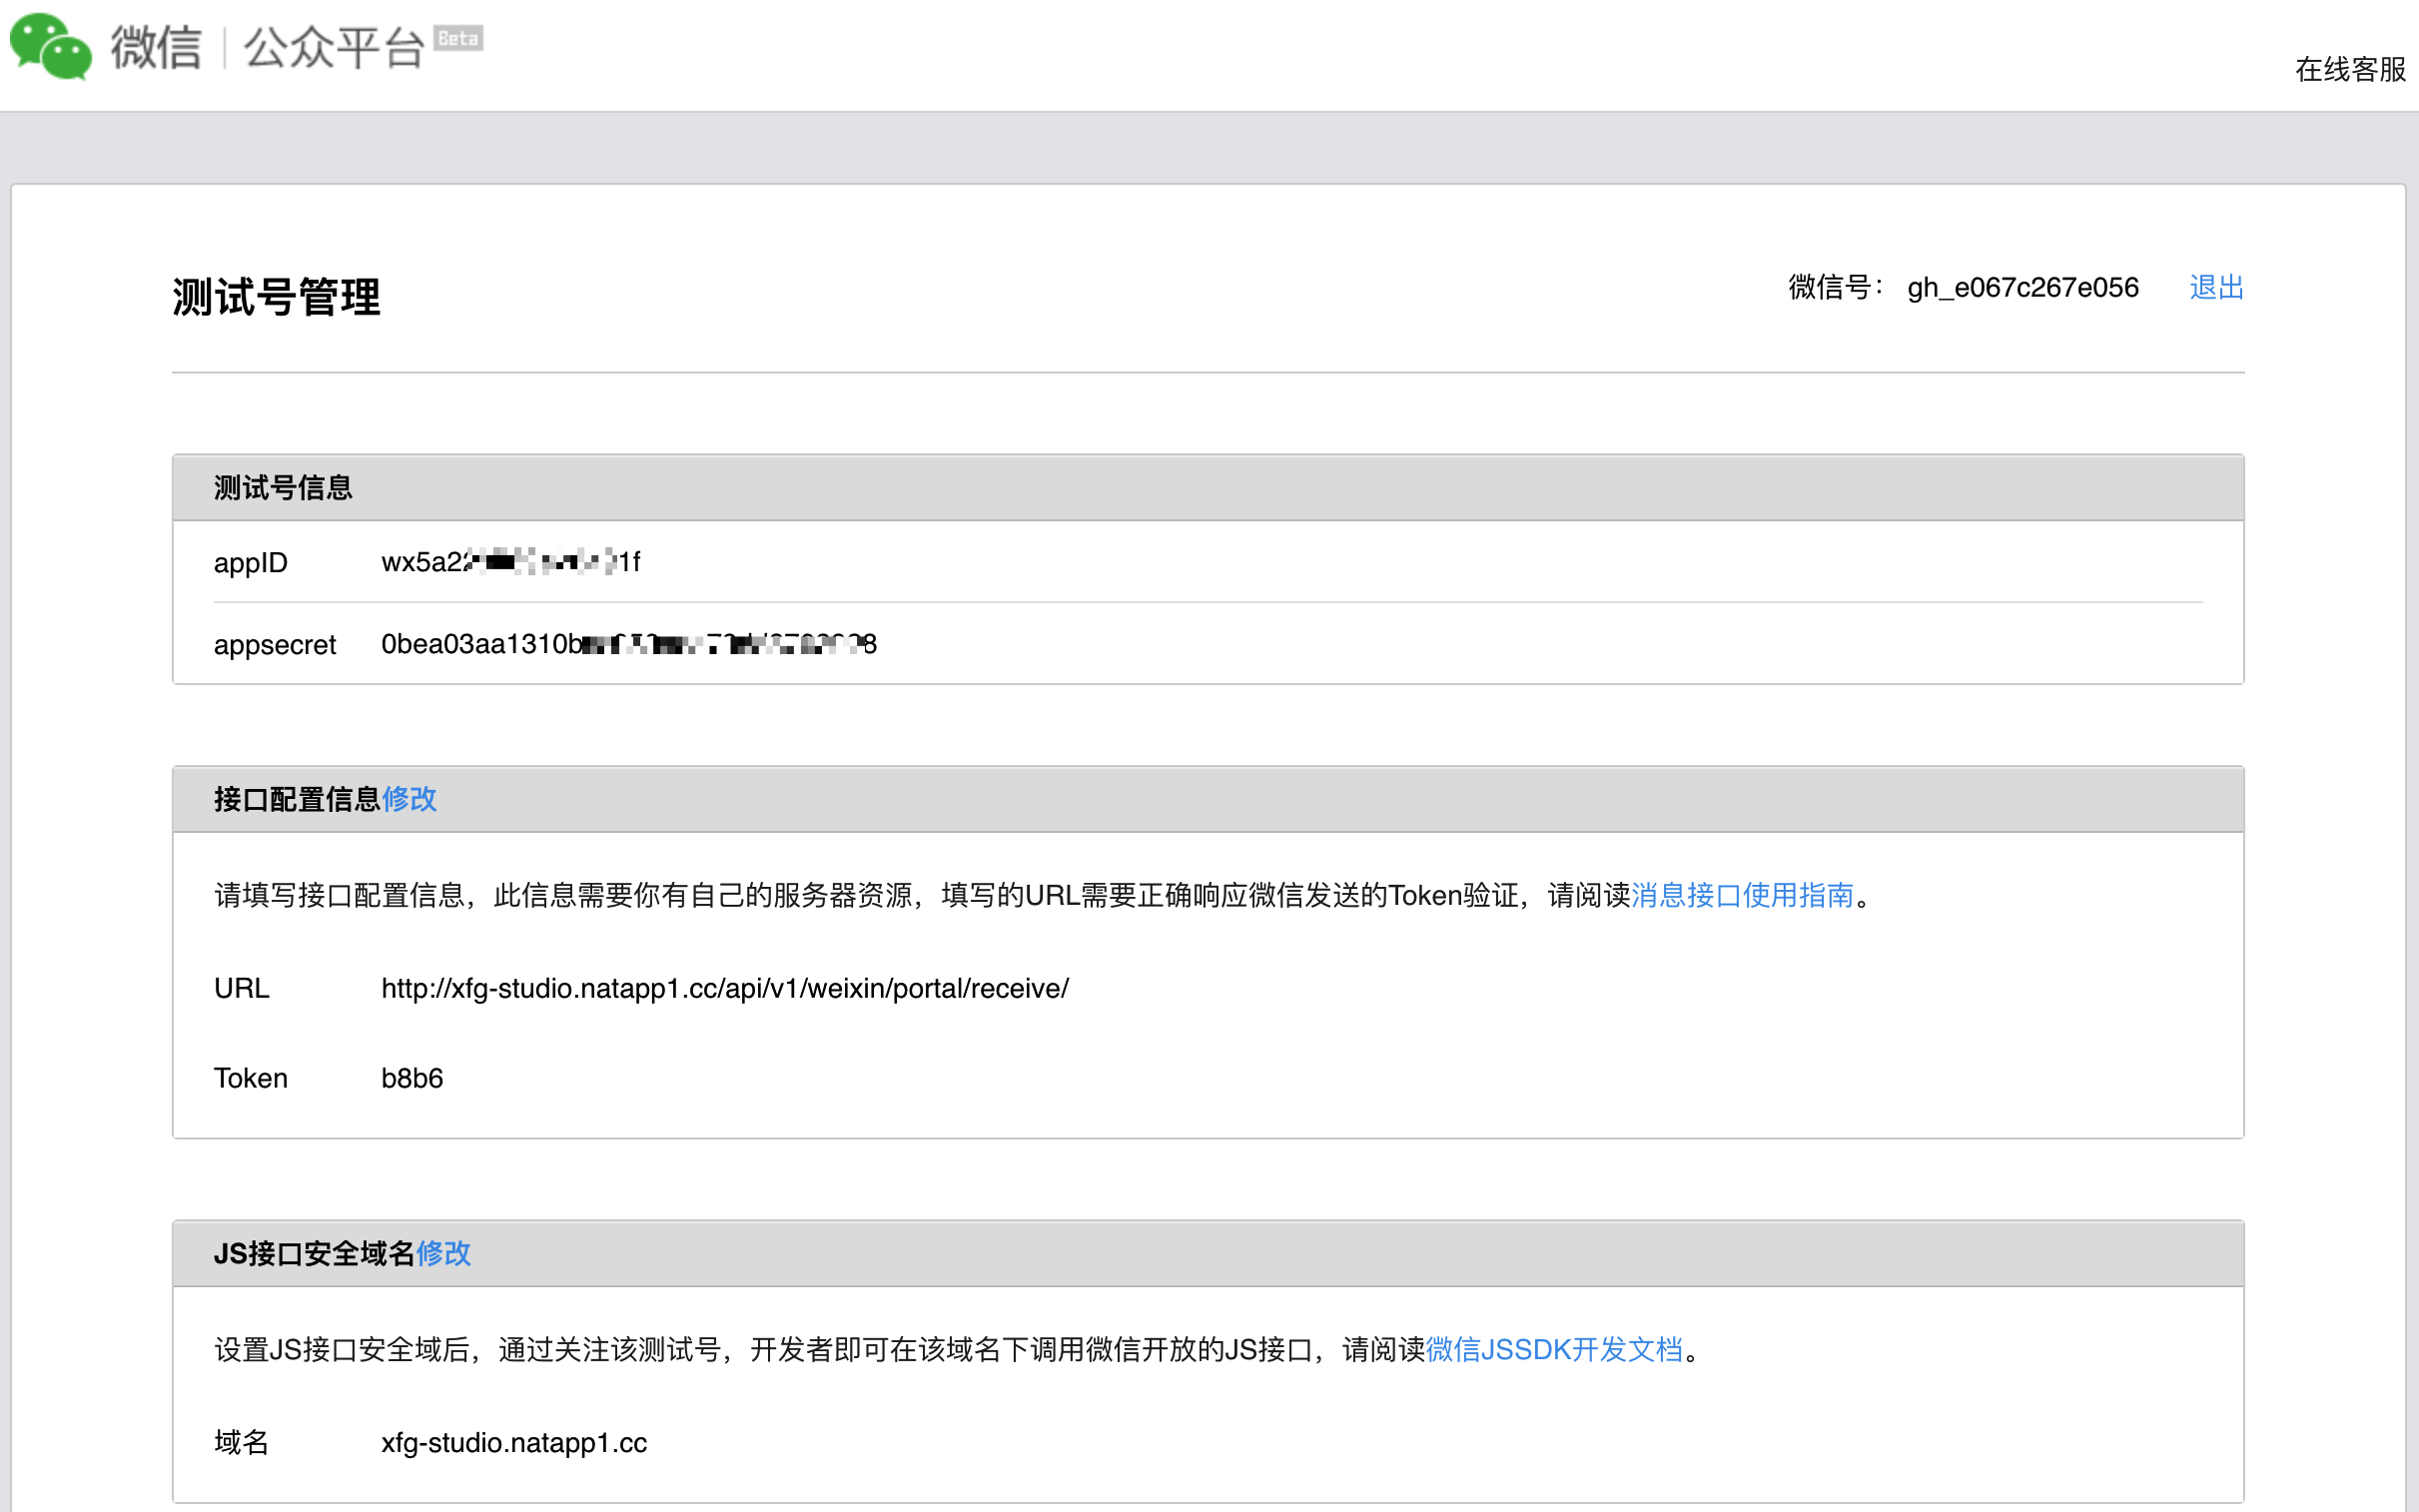 微信 | 公众平台 Beta
在线客服
测试号管理
微信号： gh_e067c267e056 退出
测试号信息
appID wx5a22 1f
appsecret 0bea03aa1310b 8
接口配置信息修改
请填写接口配置信息，此信息需要你有自己的服务器资源，填写的URL需要正确响应微信发送的Token验证，请阅读消息接口使用指南。
URL http://xfg-studio.natapp1.cc/api/v1/weixin/portal/receive/
Token b8b6
JS接口安全域名修改
设置JS接口安全域后，通过关注该测试号，开发者即可在该域名下调用微信开放的JS接口，请阅读微信JSSDK开发文档。
域名 xfg-studio.natapp1.cc